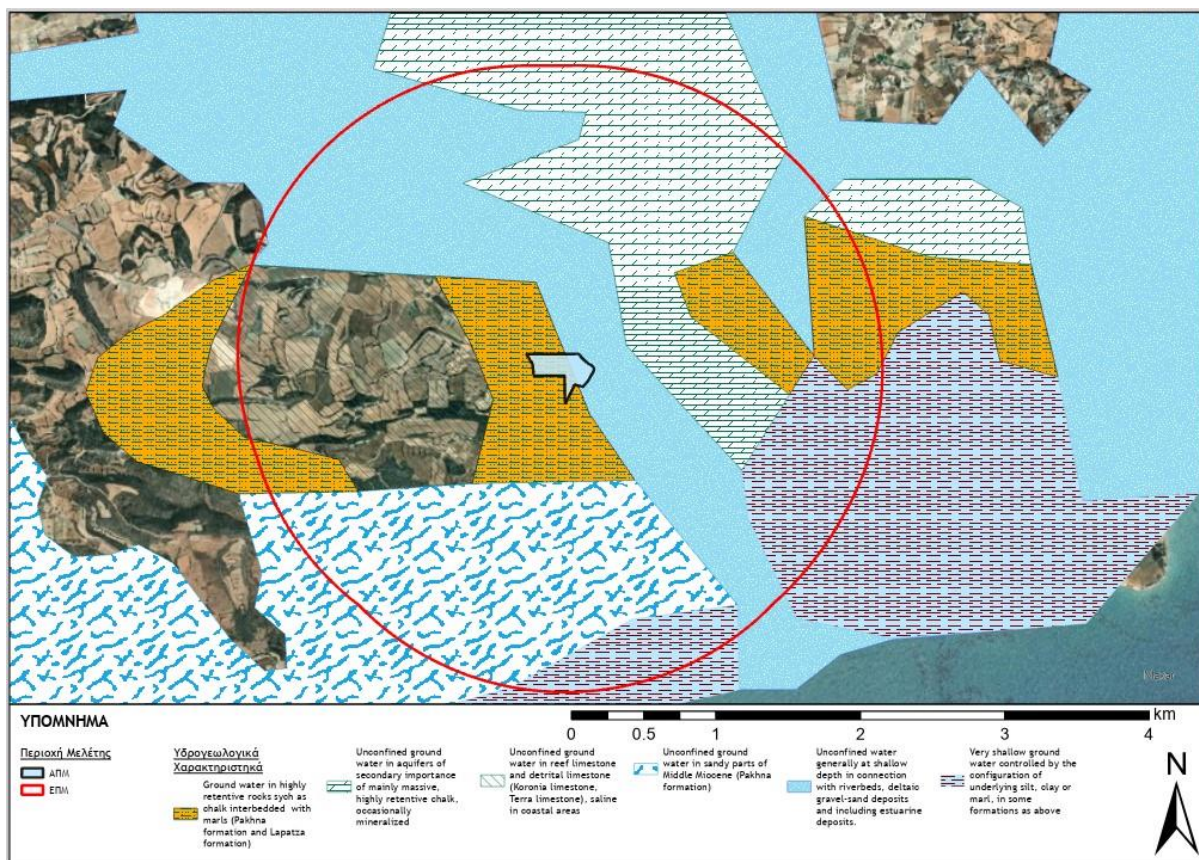 ΥΠΟΜΝΗΜΑ
Περιοχή Μελέτης
ΑΠΜ
ΕΠΜ
Υδρογεωλογικά
Χαρακτηριστικά
Ground water in highly
retentive rocks sych as
chalk interbedded with
marls (Pakhna
formation and Lapatza
formation)
Unconfined ground
water in aquifers of
secondary importance
of mainly massive,
highly retentive chalk,
occasionally
mineralized
Unconfined ground
water in reef limestone
and detrital limestone
(Koronia limestone,
Terra limestone), saline
in coastal areas
Unconfined ground
water in sandy parts of
Middle Miocene (Pakhna
formation)
Unconfined water
generally at shallow
depth in connection
with riverbeds, deltaic
gravel-sand deposits
and including estuarine
deposits.
Very shallow ground
water controlled by the
configuration of
underlying silt, clay or
marl, in some
formations as above
km
0 0.5 1 2 3 4
N